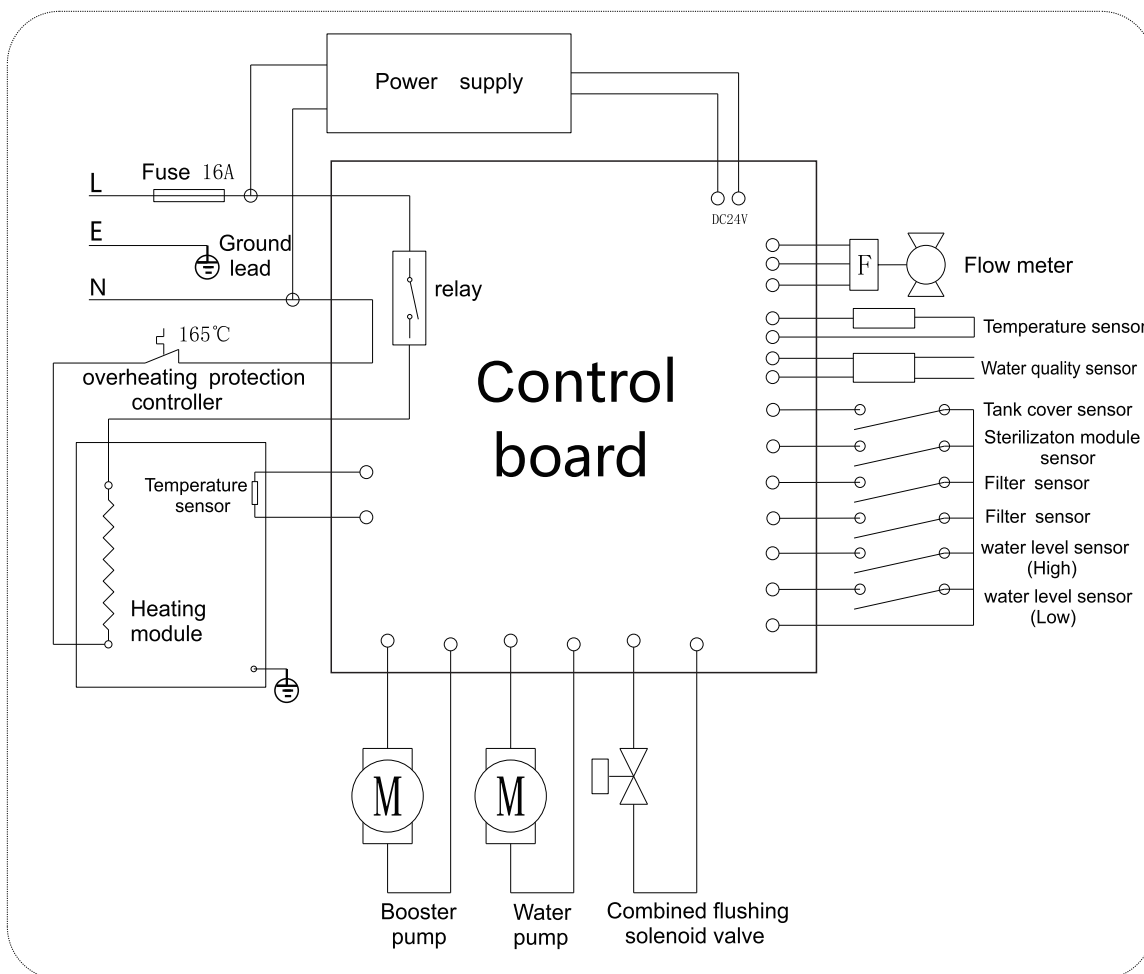 Power supply
Fuse 16A
L
DC24V
E
Ground
lead
F
Flow meter
N
relay
165℃
Temperature sensor
overheating protection
controller
Water quality sensor
Control
board
Tank cover sensor
Sterilizaton module
sensor
Temperature
sensor
Filter sensor
Filter sensor
water level sensor
(High)
water level sensor
(Low)
Heating
module
M
M
Booster
pump
Water
pump
Combined flushing
solenoid valve